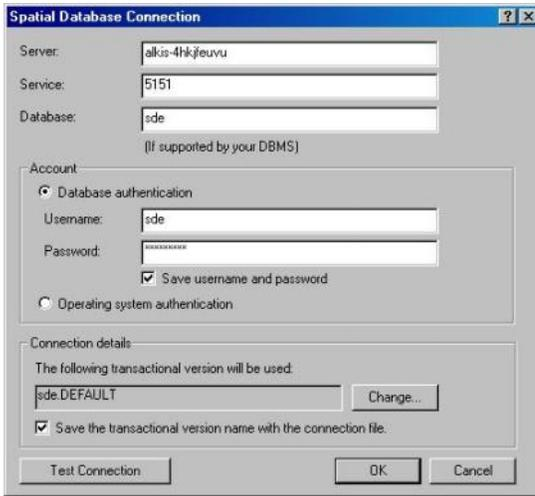 Spatial Database Connection
Server: alkis-4hkjfeuvu
Service: 5151
Database: sde
(If supported by your DBMS)
Account
Database authentication
Username: sde
Password: *********
Save username and password
Operating system authentication
Connection details
The following transactional version will be used:
sde.DEFAULT Change...
Save the transactional version name with the connection file.
Test Connection OK Cancel